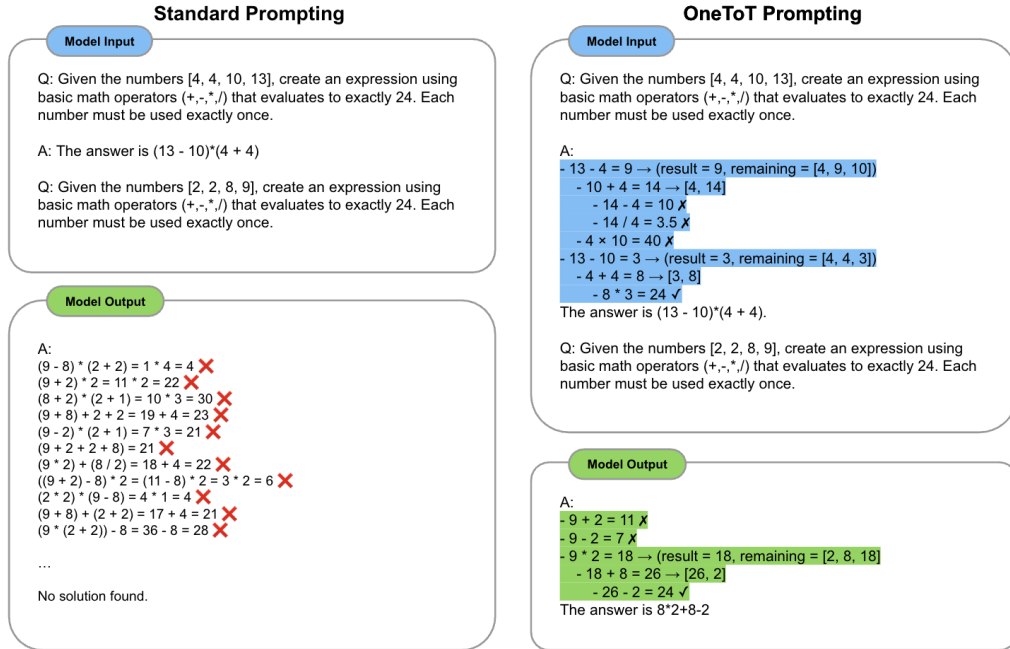 Standard Prompting
Model Input
Q: Given the numbers [4, 4, 10, 13], create an expression using
basic math operators (+,-,*,/) that evaluates to exactly 24. Each
number must be used exactly once.
A: The answer is (13 - 10)*(4 + 4)
Q: Given the numbers [2, 2, 8, 9], create an expression using
basic math operators (+,-,*,/) that evaluates to exactly 24. Each
number must be used exactly once.
Model Output
A:
(9 - 8) * (2 + 2) = 1 * 4 = 4 ❌
(9 + 2) * 2 = 11 * 2 = 22 ❌
(8 + 2) * (2 + 1) = 10 * 3 = 30 ❌
(9 + 8) + 2 + 2 = 19 + 4 = 23 ❌
(9 - 2) * (2 + 1) = 7 * 3 = 21 ❌
(9 + 2 + 2 + 8) = 21 ❌
(9 * 2) + (8 / 2) = 18 + 4 = 22 ❌
((9 + 2) - 8) * 2 = (11 - 8) * 2 = 3 * 2 = 6 ❌
(2 * 2) * (9 - 8) = 4 * 1 = 4 ❌
(9 + 8) + (2 + 2) = 17 + 4 = 21 ❌
(9 * (2 + 2)) - 8 = 36 - 8 = 28 ❌
...
No solution found.
OneToT Prompting
Model Input
Q: Given the numbers [4, 4, 10, 13], create an expression using
basic math operators (+,-,*,/) that evaluates to exactly 24. Each
number must be used exactly once.
A:
- 13 - 4 = 9 → (result = 9, remaining = [4, 9, 10])
- 10 + 4 = 14 → [4, 14]
- 14 - 4 = 10 ✗
- 14 / 4 = 3.5 ✗
- 4 × 10 = 40 ✗
- 13 - 10 = 3 → (result = 3, remaining = [4, 4, 3])
- 4 + 4 = 8 → [3, 8]
- 8 * 3 = 24 ✓
The answer is (13 - 10)*(4 + 4).
Q: Given the numbers [2, 2, 8, 9], create an expression using
basic math operators (+,-,*,/) that evaluates to exactly 24. Each
number must be used exactly once.
Model Output
A:
- 9 + 2 = 11 ✗
- 9 - 2 = 7 ✗
- 9 * 2 = 18 → (result = 18, remaining = [2, 8, 18]
- 18 + 8 = 26 → [26, 2]
- 26 - 2 = 24 ✓
The answer is 8*2+8-2